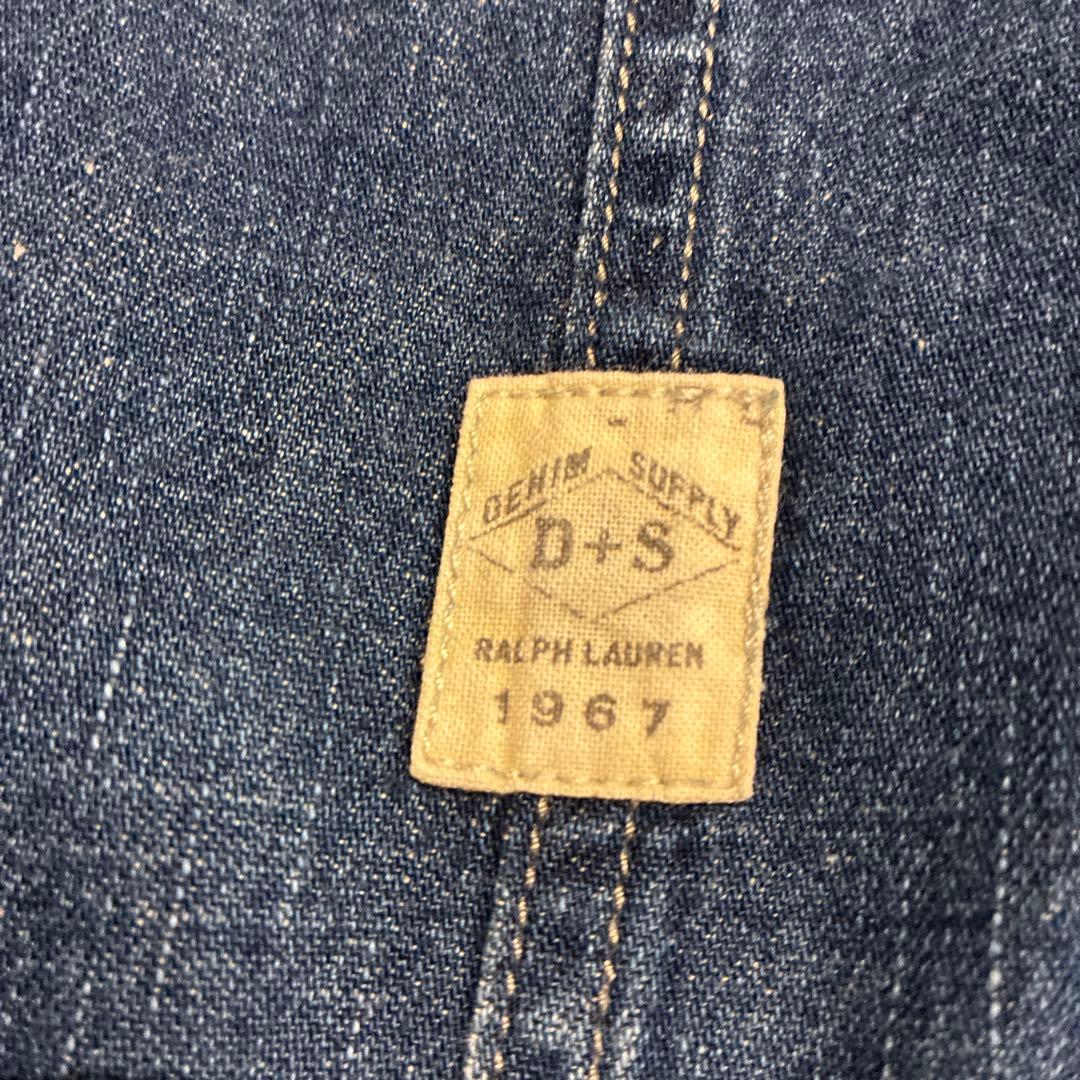 DENIM SUPPLY
D+S
RALPH LAUREN
1967